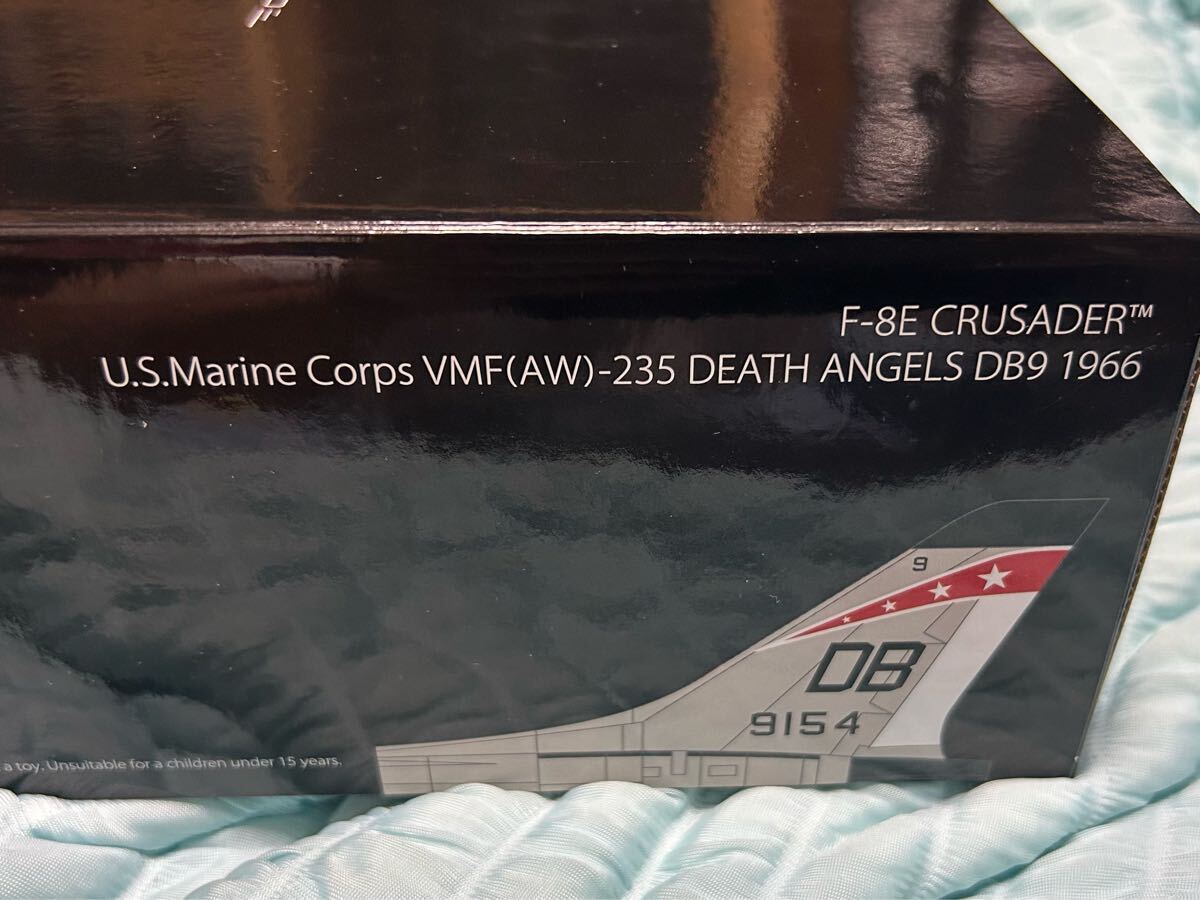 F-8E CRUSADER™
U.S.Marine Corps VMF(AW)-235 DEATH ANGELS DB9 1966
9
DB
9154
a toy. Unsuitable for a children under 15 years.